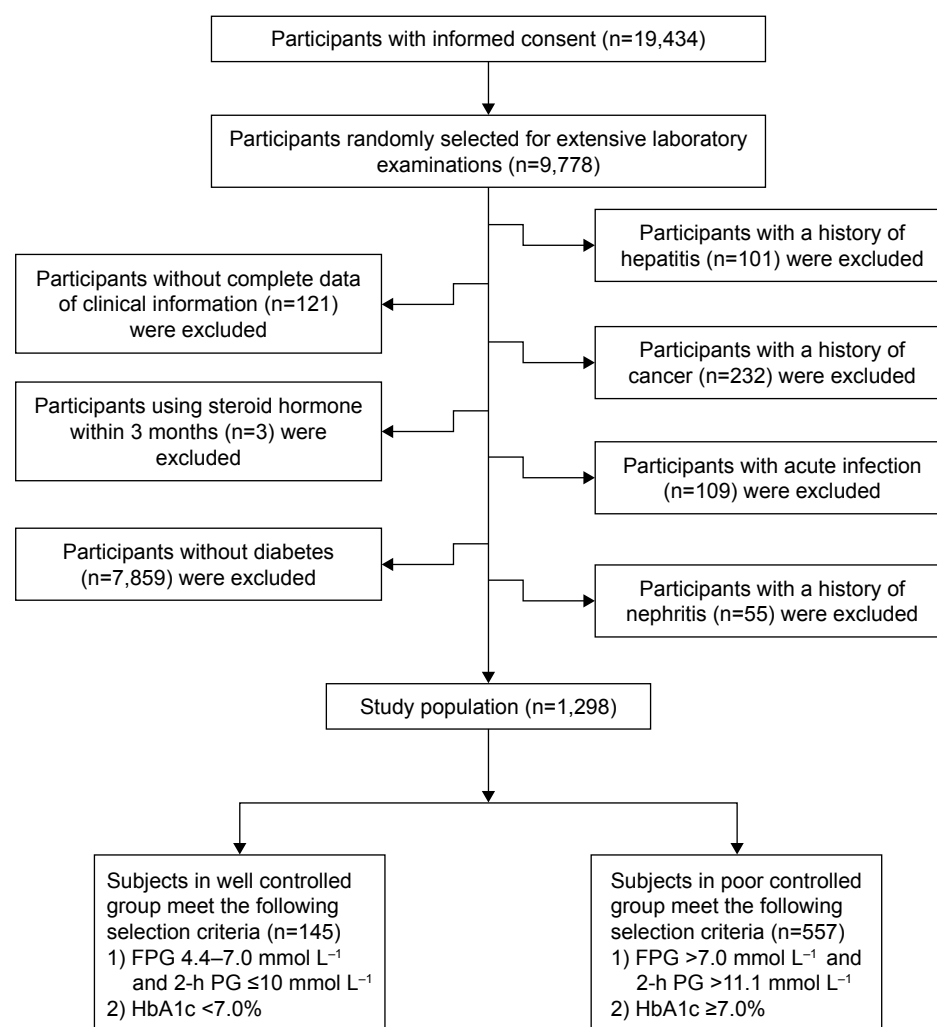 Participants with informed consent (n=19,434)
Participants randomly selected for extensive laboratory
examinations (n=9,778)
Participants with a history of
hepatitis (n=101) were excluded
Participants without complete data
of clinical information (n=121)
were excluded
Participants with a history of
cancer (n=232) were excluded
Participants using steroid hormone
within 3 months (n=3) were
excluded
Participants with acute infection
(n=109) were excluded
Participants without diabetes
(n=7,859) were excluded
Participants with a history of
nephritis (n=55) were excluded
Study population (n=1,298)
Subjects in well controlled
group meet the following
selection criteria (n=145)
1) FPG 4.4–7.0 mmol L⁻¹
and 2-h PG ≤10 mmol L⁻¹
2) HbA1c <7.0%
Subjects in poor controlled
group meet the following
selection criteria (n=557)
1) FPG >7.0 mmol L⁻¹ and
2-h PG >11.1 mmol L⁻¹
2) HbA1c ≥7.0%